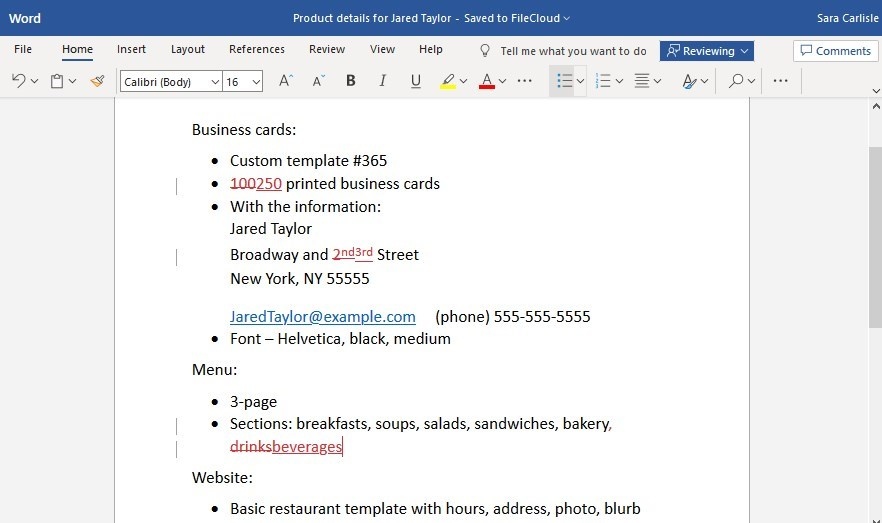 Word Product details for Jared Taylor - Saved to FileCloud Sara Carlisle
File Home Insert Layout References Review View Help Tell me what you want to do Reviewing Comments
Calibri (Body) 16 A A B I U A
Business cards:
• Custom template #365
• 100250 printed business cards
• With the information:
Jared Taylor
Broadway and 2nd3rd Street
New York, NY 55555
JaredTaylor@example.com (phone) 555-555-5555
• Font – Helvetica, black, medium
Menu:
• 3-page
• Sections: breakfasts, soups, salads, sandwiches, bakery,
drinksbeverages
Website:
• Basic restaurant template with hours, address, photo, blurb